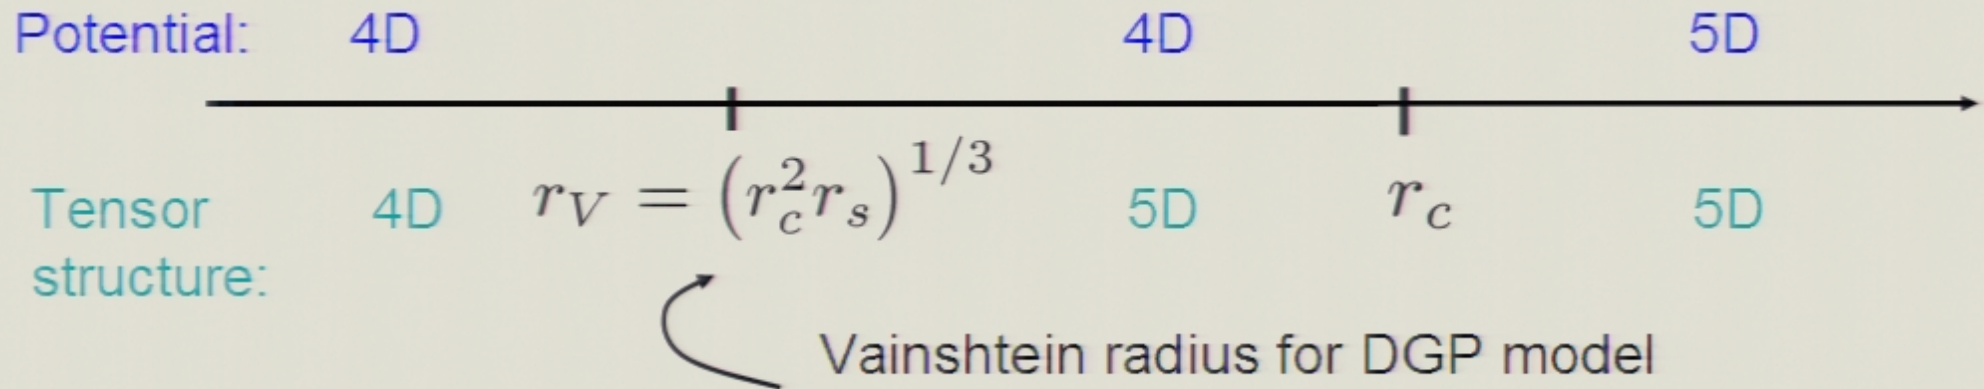 Potential: 4D 4D 5D
Tensor 4D r_V = (r_c^2 r_s)^{1/3} 5D r_c 5D
structure:
Vainshtein radius for DGP model